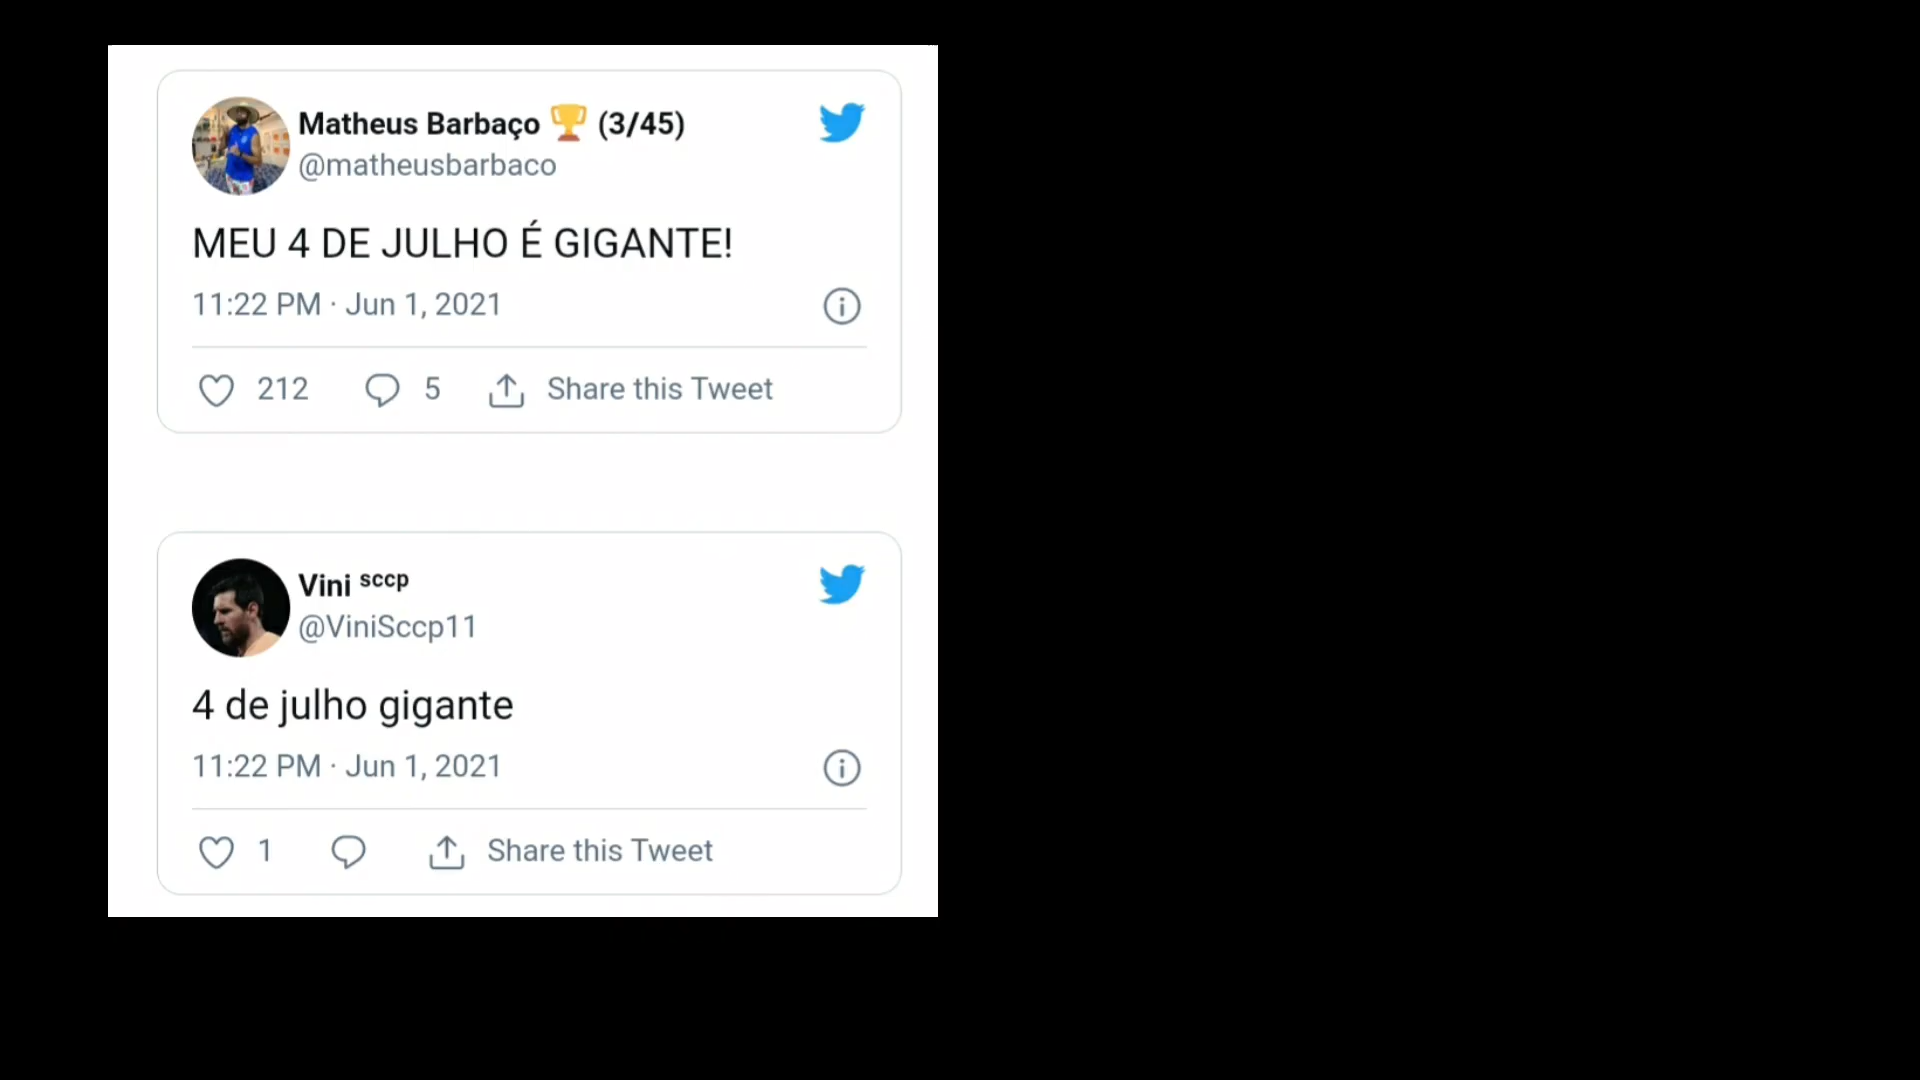 Matheus Barbaço 🏆 (3/45)
@matheusbarbaco
MEU 4 DE JULHO É GIGANTE!
11:22 PM · Jun 1, 2021
212 5 Share this Tweet
Vini ˢᶜᶜᵖ
@ViniSccp11
4 de julho gigante
11:22 PM · Jun 1, 2021
1 Share this Tweet